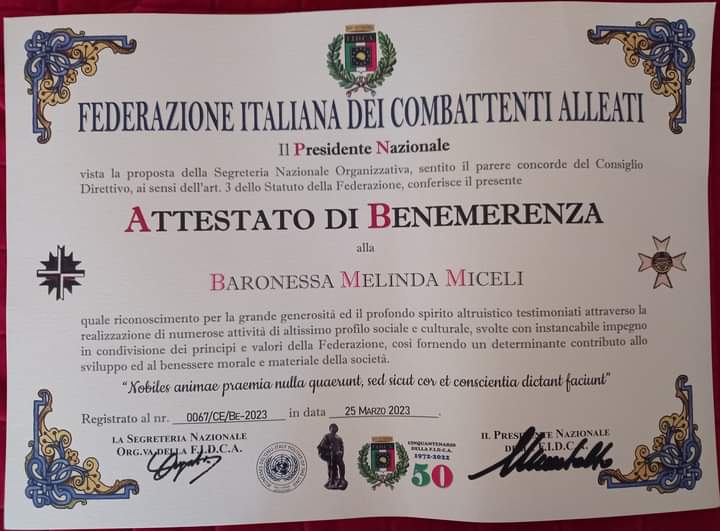 F.I.D.C.A.
FEDERAZIONE ITALIANA DEI COMBATTENTI ALLEATI
Il Presidente Nazionale
vista la proposta della Segreteria Nazionale Organizzativa, sentito il parere concorde del Consiglio
Direttivo, ai sensi dell'art. 3 dello Statuto della Federazione, conferisce il presente
ATTESTATO DI BENEMERENZA
alla
BARONESSA MELINDA MICELI
quale riconoscimento per la grande generosità ed il profondo spirito altruistico testimoniati attraverso la
realizzazione di numerose attività di altissimo profilo sociale e culturale, svolte con instancabile impegno
in condivisione dei principi e valori della Federazione, così fornendo un determinante contributo allo
sviluppo ed al benessere morale e materiale della società.
"Nobiles animae praemia nulla quaerunt, sed sicut cor et conscientia dictant faciunt"
Registrato al nr. 0067/CE/BE-2023 in data 25 MARZO 2023.
LA SEGRETERIA NAZIONALE
ORG.VA DELLA F.I.D.C.A.
CINQUANTENARIO
DELLA F.I.D.C.A.
1972-2022
50
IL PRESIDENTE NAZIONALE
DELLA F.I.D.C.A.